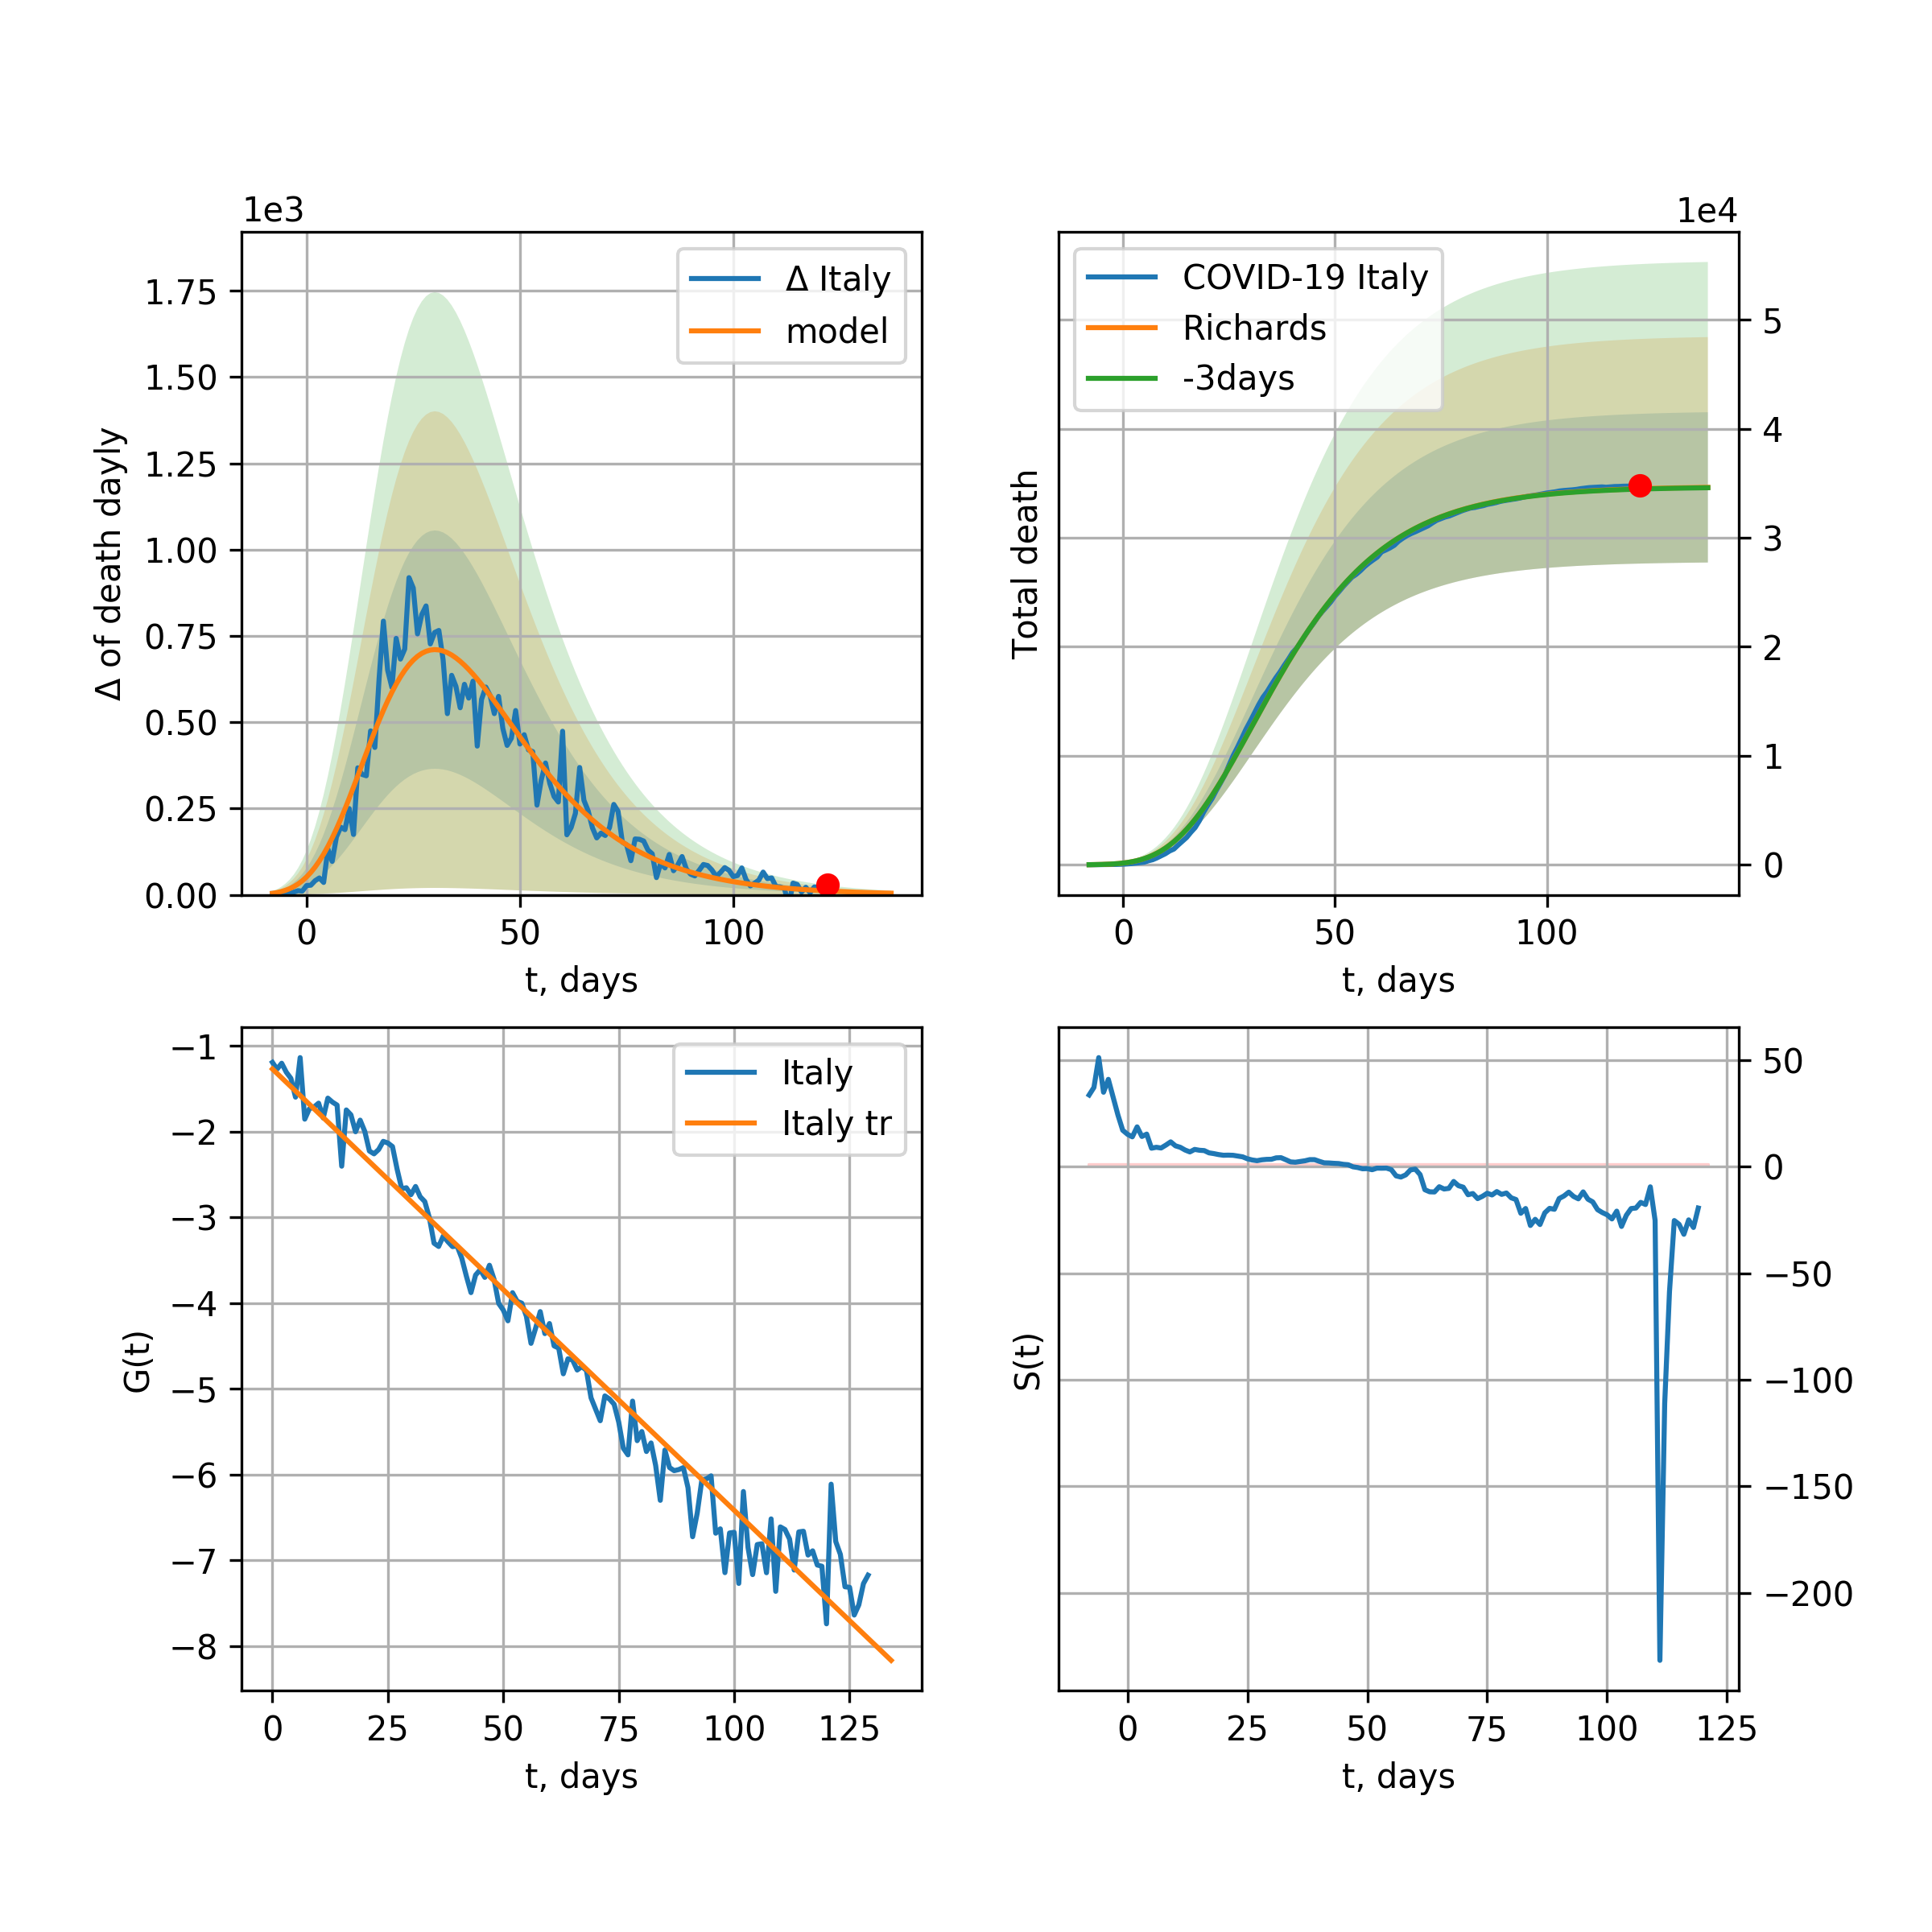 1e3
Δ of death dayly
1.75
1.50
1.25
1.00
0.75
0.50
0.25
0.00
0 50 100
t, days
Δ Italy
model
1e4
Total death
5
4
3
2
1
0
0 50 100
t, days
COVID-19 Italy
Richards
-3days
G(t)
−1
−2
−3
−4
−5
−6
−7
−8
0 25 50 75 100 125
t, days
Italy
Italy tr
S(t)
50
0
−50
−100
−150
−200
0 25 50 75 100 125
t, days